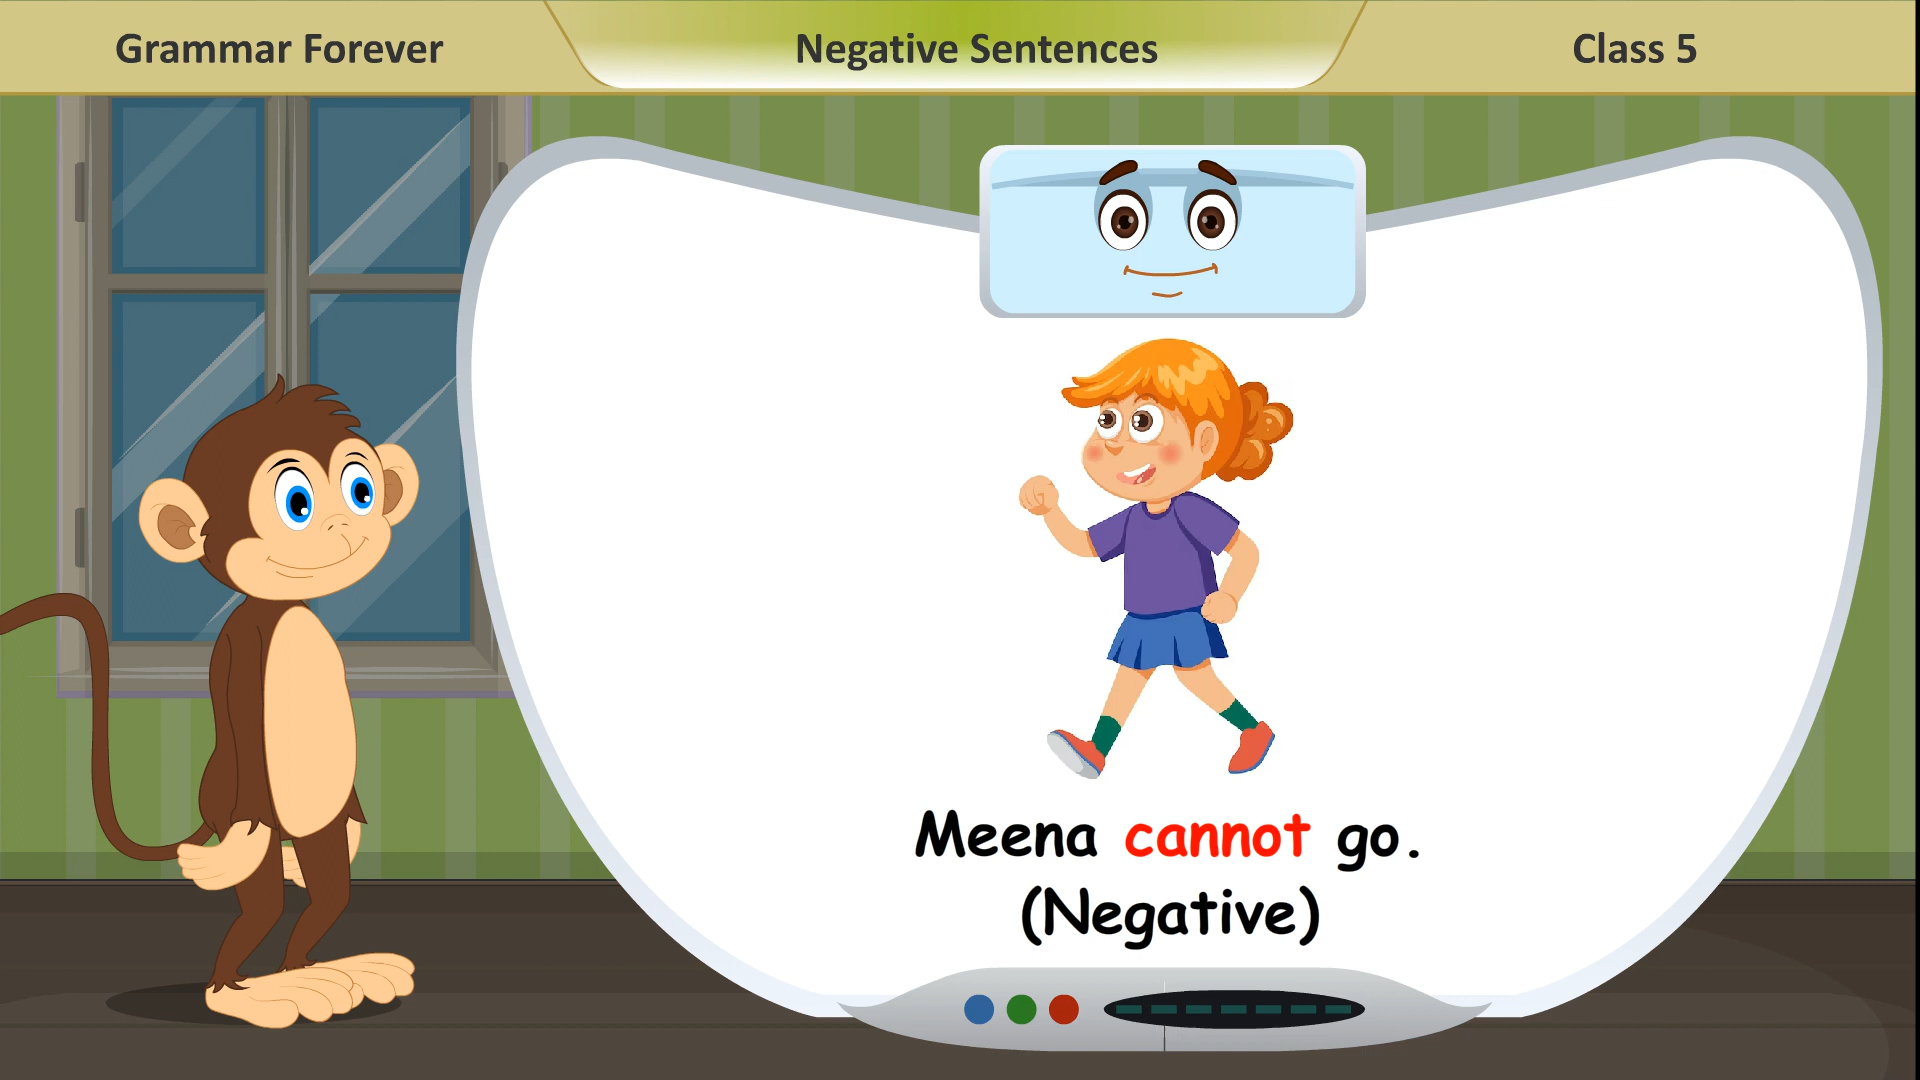 Grammar Forever
Negative Sentences
Class 5
Meena cannot go.
(Negative)